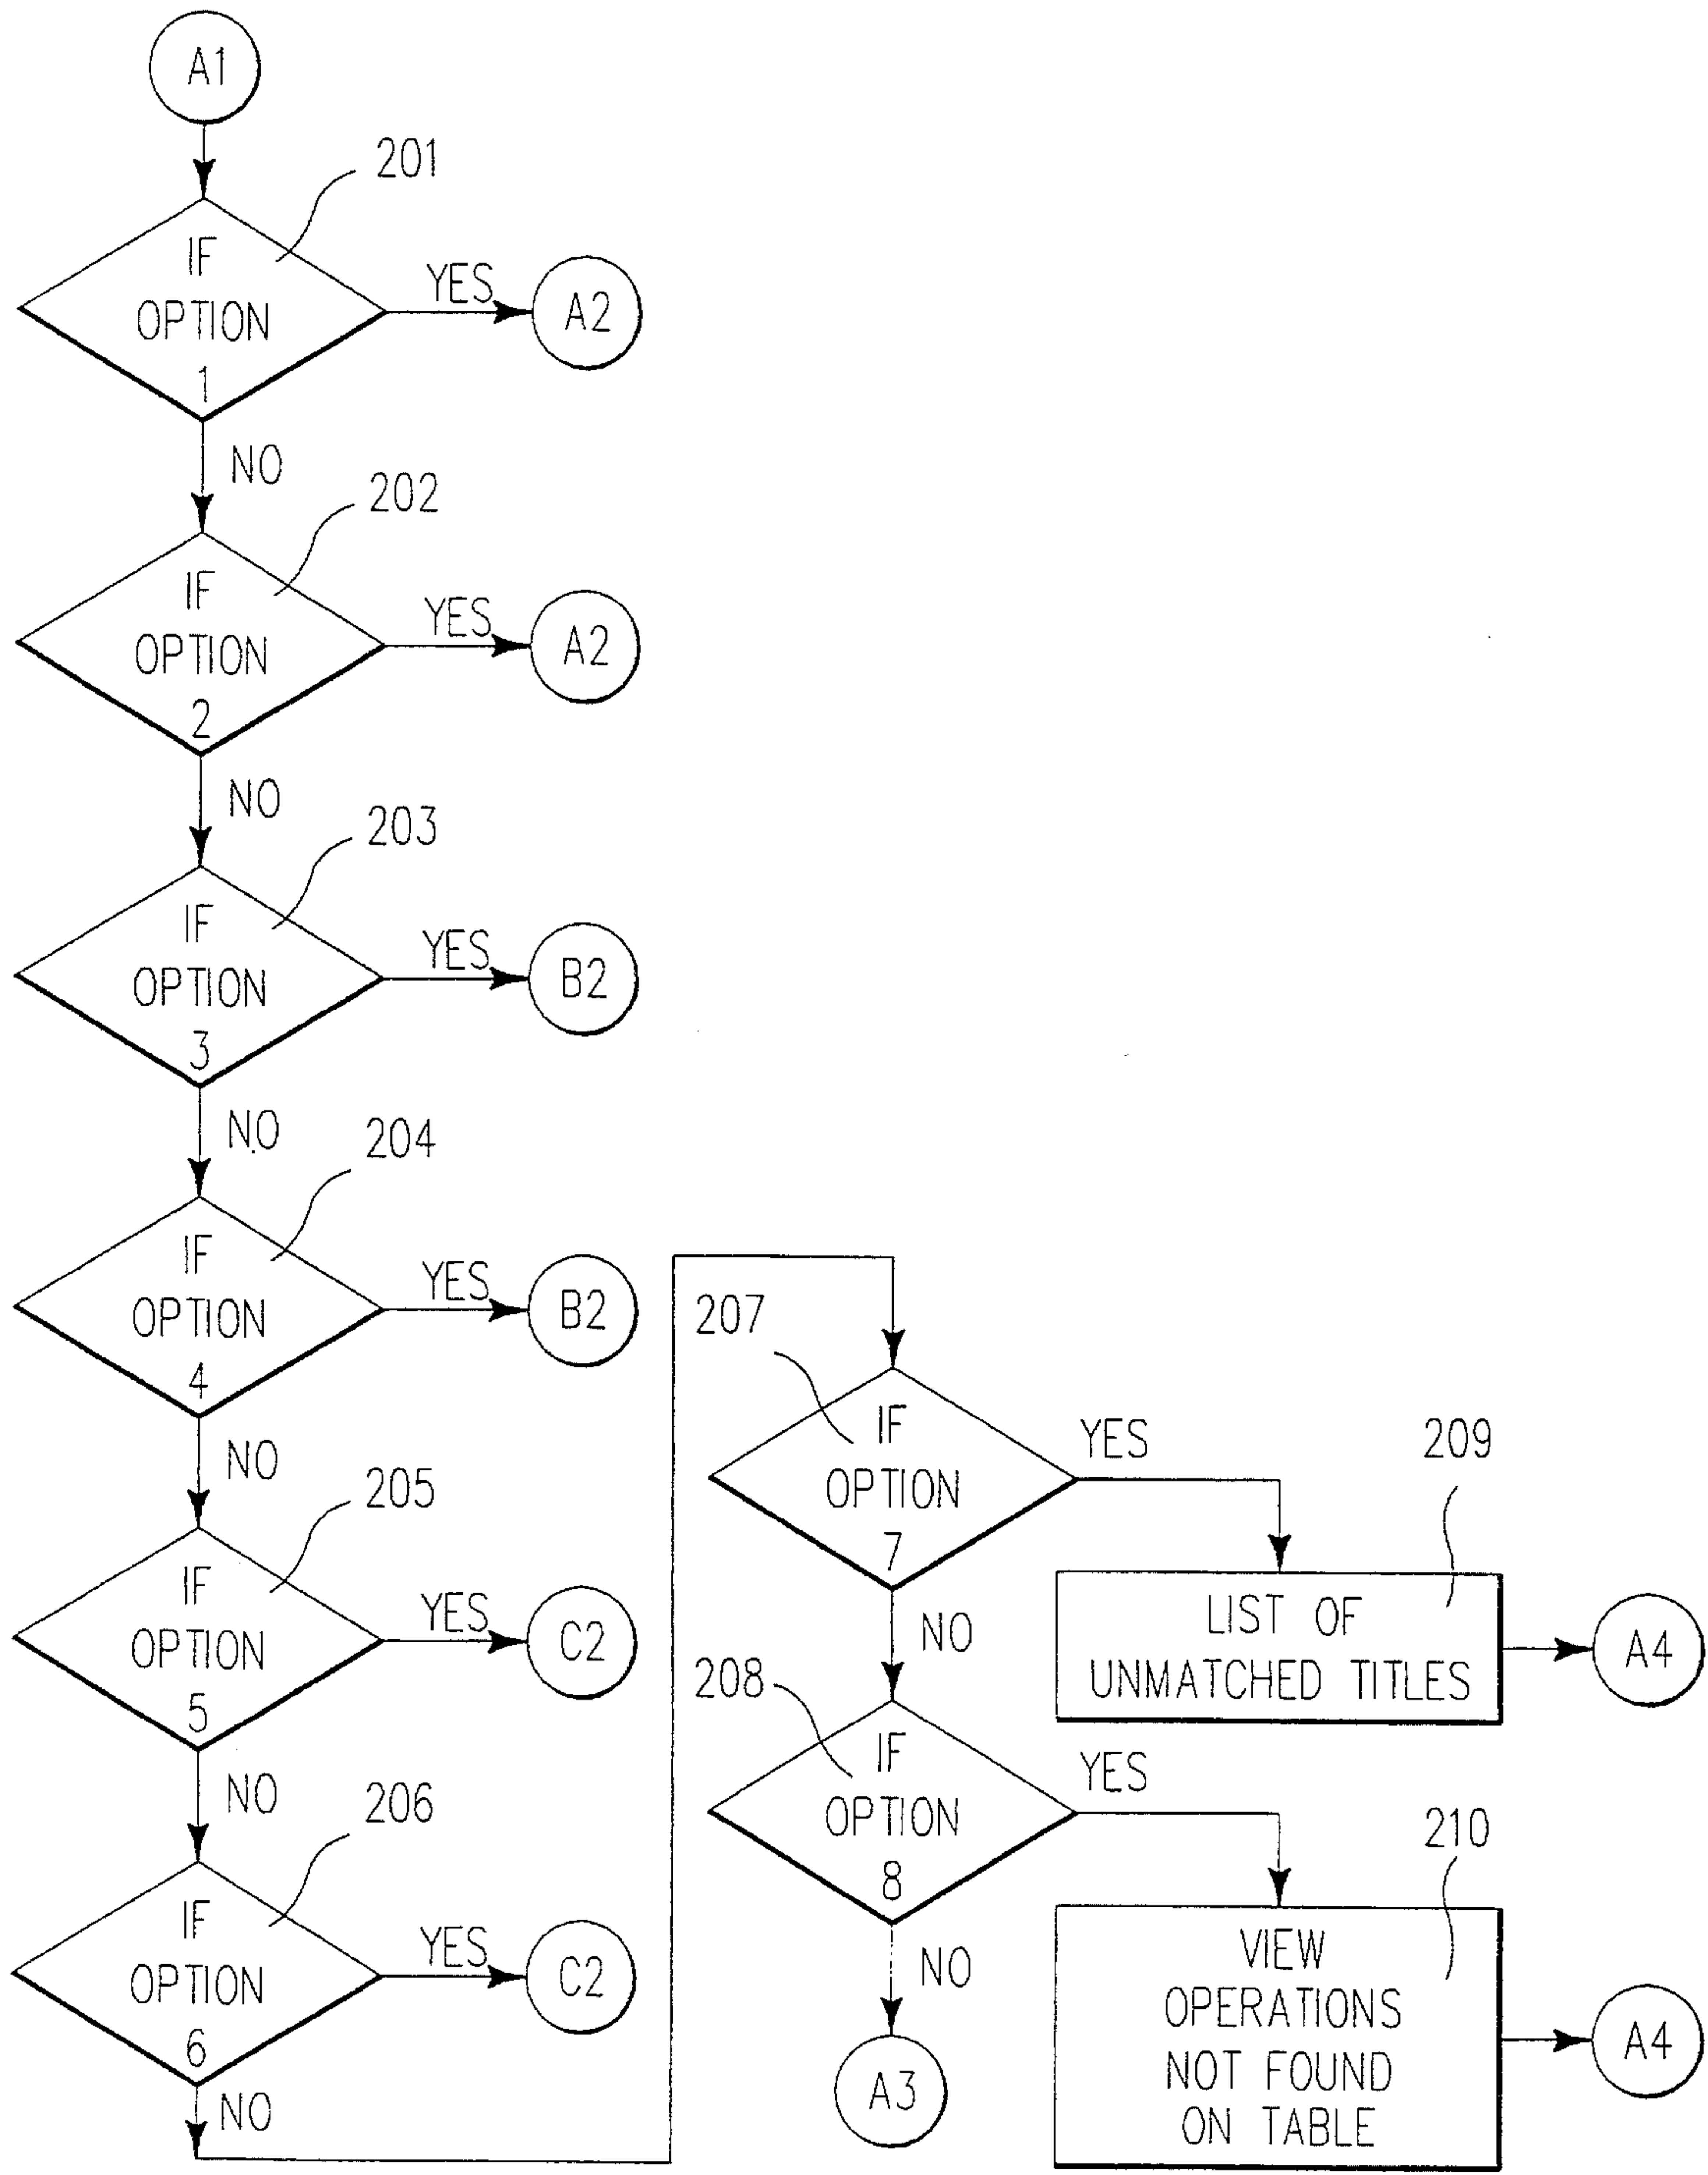 A1
201
IF
OPTION
1
YES
A2
NO
202
IF
OPTION
2
YES
A2
NO
203
IF
OPTION
3
YES
B2
NO
204
IF
OPTION
4
YES
B2
NO
205
IF
OPTION
5
YES
C2
NO
206
IF
OPTION
6
YES
C2
NO
207
IF
OPTION
7
YES
209
LIST OF
UNMATCHED TITLES
A4
NO
208
IF
OPTION
8
YES
210
VIEW
OPERATIONS
NOT FOUND
ON TABLE
A4
NO
A3